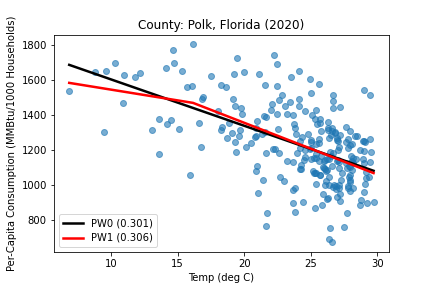 County: Polk, Florida (2020)
Per-Capita Consumption (MMBtu/1000 Households)
1800
1600
1400
1200
1000
800
PW0 (0.301)
PW1 (0.306)
10
15
20
25
30
Temp (deg C)